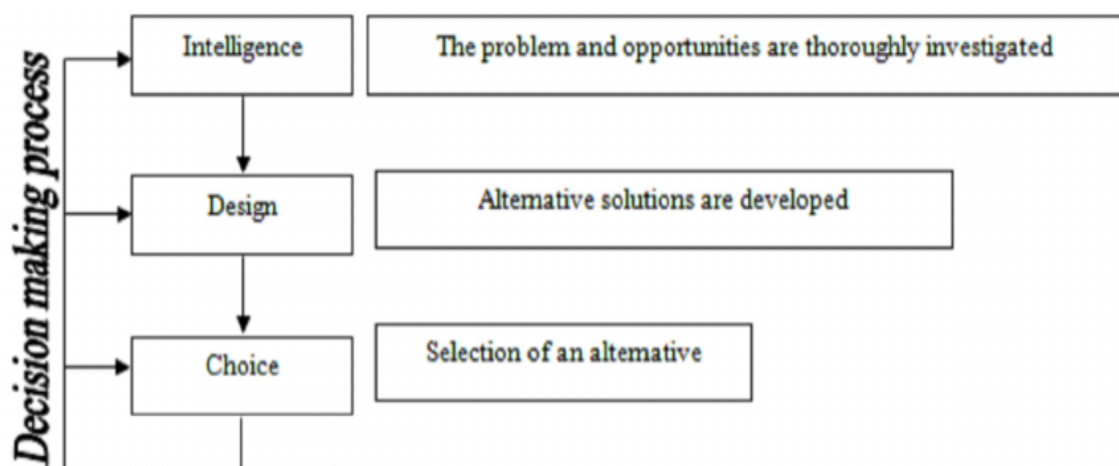 Decision making process
Intelligence
The problem and opportunities are thoroughly investigated
Design
Alternative solutions are developed
Choice
Selection of an alternative